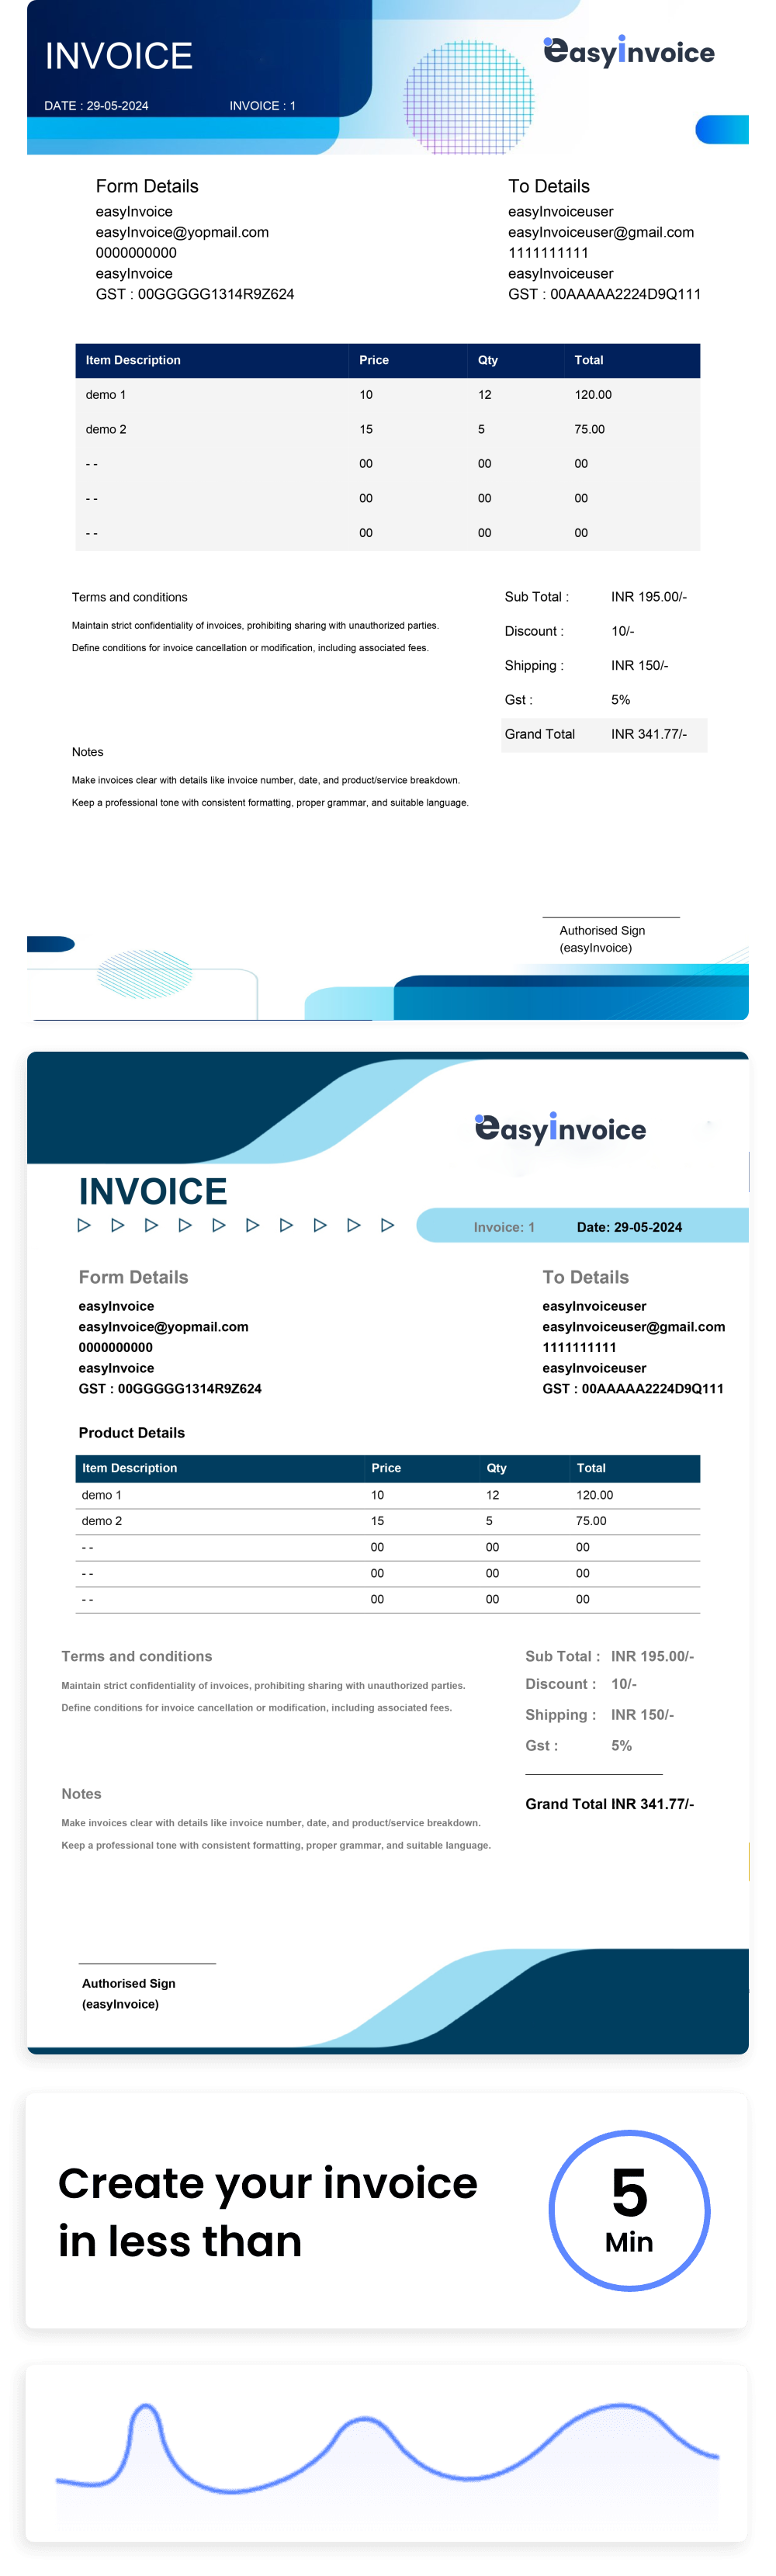 INVOICE
easyinvoice
DATE : 29-05-2024 INVOICE : 1
Form Details
easyInvoice
easyInvoice@yopmail.com
0000000000
easyInvoice
GST : 00GGGGG1314R9Z624
To Details
easyInvoiceuser
easyInvoiceuser@gmail.com
1111111111
easyInvoiceuser
GST : 00AAAAA2224D9Q111
Item Description Price Qty Total
demo 1 10 12 120.00
demo 2 15 5 75.00
- - 00 00 00
- - 00 00 00
- - 00 00 00
Terms and conditions
Maintain strict confidentiality of invoices, prohibiting sharing with unauthorized parties.
Define conditions for invoice cancellation or modification, including associated fees.
Sub Total : INR 195.00/-
Discount : 10/-
Shipping : INR 150/-
Gst : 5%
Grand Total INR 341.77/-
Notes
Make invoices clear with details like invoice number, date, and product/service breakdown.
Keep a professional tone with consistent formatting, proper grammar, and suitable language.
Authorised Sign
(easyInvoice)
easyinvoice
INVOICE
Invoice: 1 Date: 29-05-2024
Form Details
easyInvoice
easyInvoice@yopmail.com
0000000000
easyInvoice
GST : 00GGGGG1314R9Z624
To Details
easyInvoiceuser
easyInvoiceuser@gmail.com
1111111111
easyInvoiceuser
GST : 00AAAAA2224D9Q111
Product Details
Item Description Price Qty Total
demo 1 10 12 120.00
demo 2 15 5 75.00
- - 00 00 00
- - 00 00 00
- - 00 00 00
Terms and conditions
Maintain strict confidentiality of invoices, prohibiting sharing with unauthorized parties.
Define conditions for invoice cancellation or modification, including associated fees.
Sub Total : INR 195.00/-
Discount : 10/-
Shipping : INR 150/-
Gst : 5%
Grand Total INR 341.77/-
Notes
Make invoices clear with details like invoice number, date, and product/service breakdown.
Keep a professional tone with consistent formatting, proper grammar, and suitable language.
Authorised Sign
(easyInvoice)
Create your invoice
in less than
5
Min